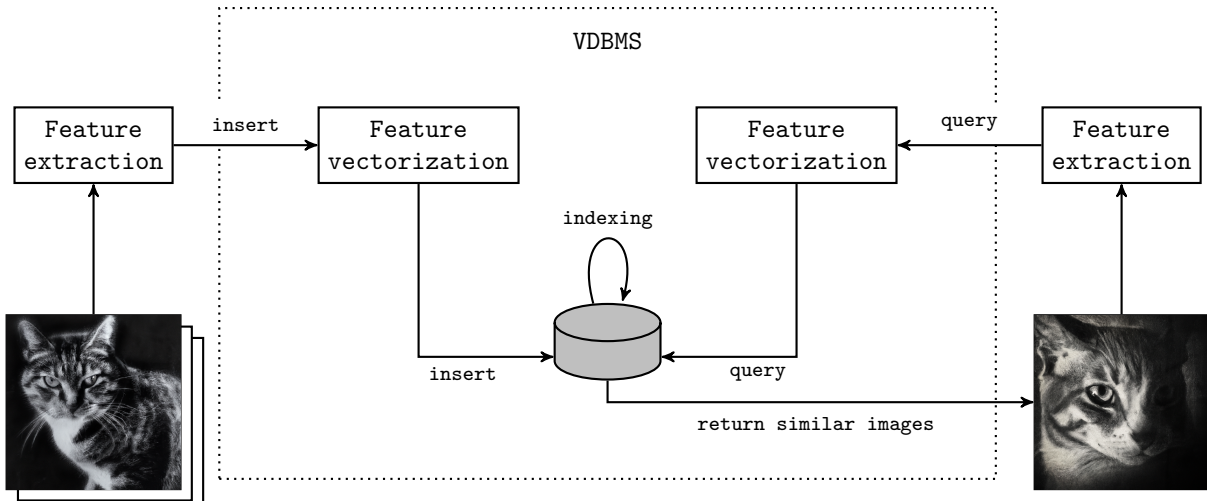 VDBMS
Feature
extraction
insert
Feature
vectorization
Feature
vectorization
query
Feature
extraction
indexing
insert
query
return similar images